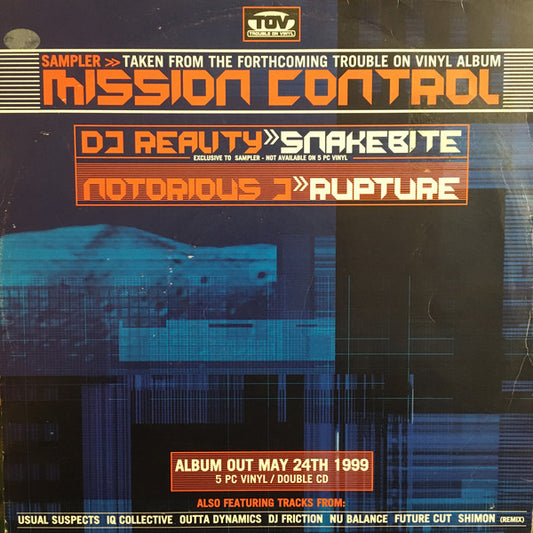 TOV
TROUBLE ON VINYL
SAMPLER >> TAKEN FROM THE FORTHCOMING TROUBLE ON VINYL ALBUM
MISSION CONTROL
DJ REALITY>>SNAKEBITE
EXCLUSIVE TO SAMPLER - NOT AVAILABLE ON 5 PC VINYL
NOTORIOUS J>>RUPTURE
ALBUM OUT MAY 24TH 1999
5 PC VINYL / DOUBLE CD
ALSO FEATURING TRACKS FROM:
USUAL SUSPECTS IQ COLLECTIVE OUTTA DYNAMICS DJ FRICTION NU BALANCE FUTURE CUT SHIMON (REMIX)